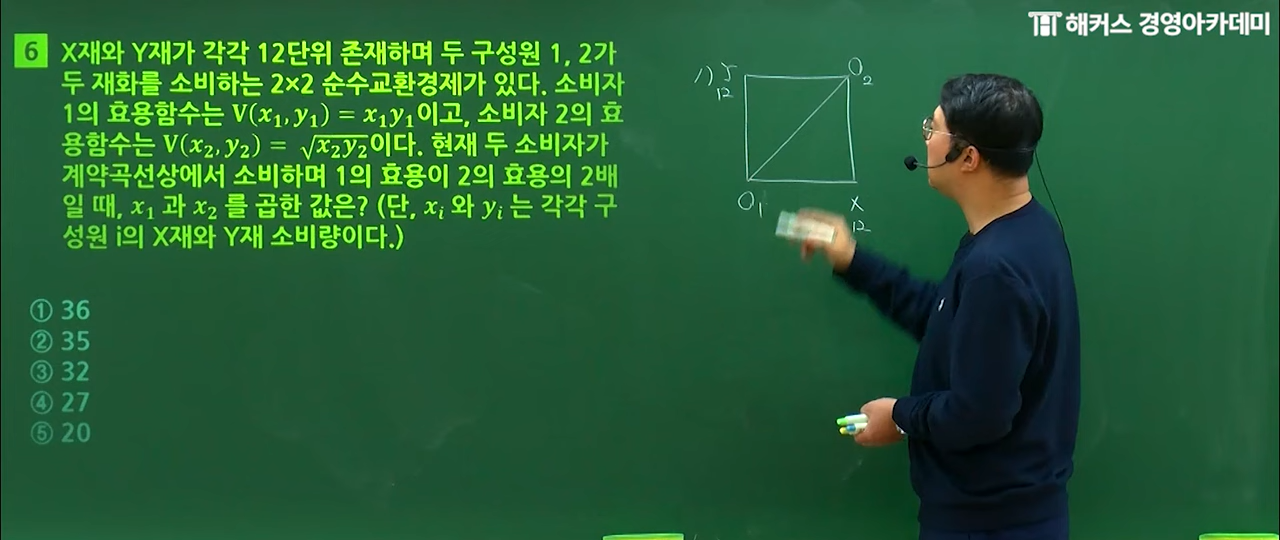 해커스 경영아카데미
6 X재와 Y재가 각각 12단위 존재하며 두 구성원 1, 2가
두 재화를 소비하는 2×2 순수교환경제가 있다. 소비자
1의 효용함수는 V(x₁, y₁) = x₁y₁이고, 소비자 2의 효
용함수는 V(x₂, y₂) = √x₂y₂이다. 현재 두 소비자가
계약곡선상에서 소비하며 1의 효용이 2의 효용의 2배
일 때, x₁ 과 x₂ 를 곱한 값은? (단, xᵢ 와 yᵢ 는 각각 구
성원 i의 X재와 Y재 소비량이다.)
① 36
② 35
③ 32
④ 27
⑤ 20
1) Y
12
O₂
O₁
X
12